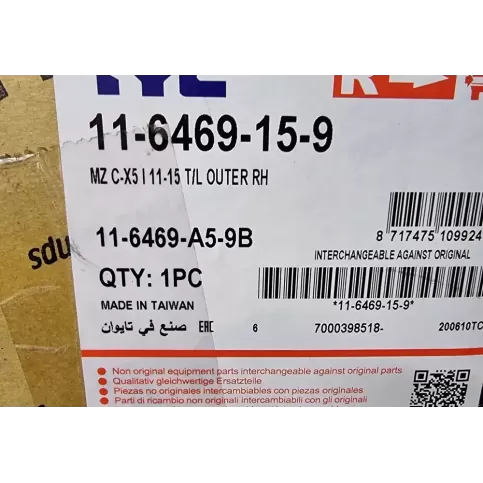 TYC
R
11-6469-15-9
MZ C-X5 I 11-15 T/L OUTER RH
8 717475 109924
11-6469-A5-9B
INTERCHANGEABLE AGAINST ORIGINAL
QTY: 1PC
MADE IN TAIWAN
*11-6469-15-9*
صنع في تايوان EAC 6 7000398518- 200610TC
Non original equipment parts interchangeable against original parts
Qualitativ gleichwertige Ersatzteile
Piezas no originales intercambiables con piezas originales
Parti di ricambio non originali intercambiabili con gli originali
sdu